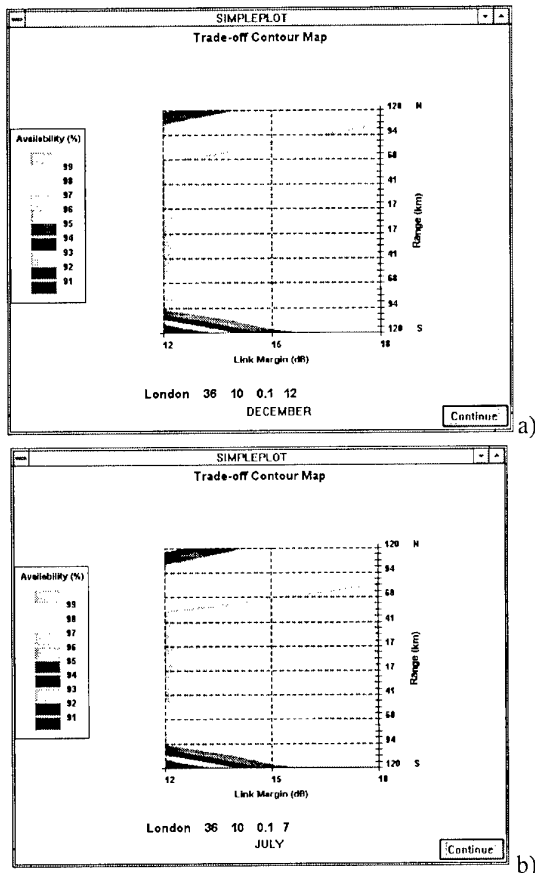 SIMPLEPLOT
Trade-off Contour Map
Availability (%)
99
98
97
96
95
94
93
92
91
120 N
94
68
41
17
17
41
68
94
120 S
Range (km)
12 15 18
Link Margin (dB)
London 36 10 0.1 12
DECEMBER
Continue
a)
SIMPLEPLOT
Trade-off Contour Map
Availability (%)
99
98
97
96
95
94
93
92
91
120 N
94
68
41
17
17
41
68
94
120 S
Range (km)
12 15 18
Link Margin (dB)
London 36 10 0.1 7
JULY
Continue
b)